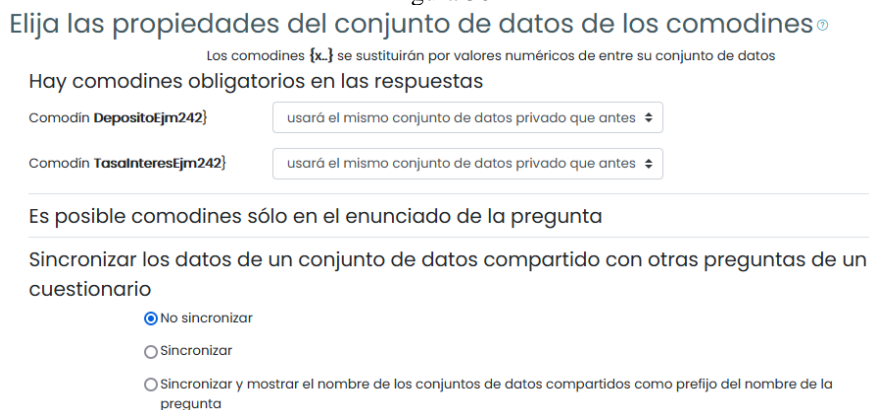 Elija las propiedades del conjunto de datos de los comodines
Los comodines {x..} se sustituirán por valores numéricos de entre su conjunto de datos
Hay comodines obligatorios en las respuestas
Comodín DepositoEjm242}
usará el mismo conjunto de datos privado que antes
Comodín TasaInteresEjm242}
usará el mismo conjunto de datos privado que antes
Es posible comodines sólo en el enunciado de la pregunta
Sincronizar los datos de un conjunto de datos compartido con otras preguntas de un
cuestionario
No sincronizar
Sincronizar
Sincronizar y mostrar el nombre de los conjuntos de datos compartidos como prefijo del nombre de la
pregunta